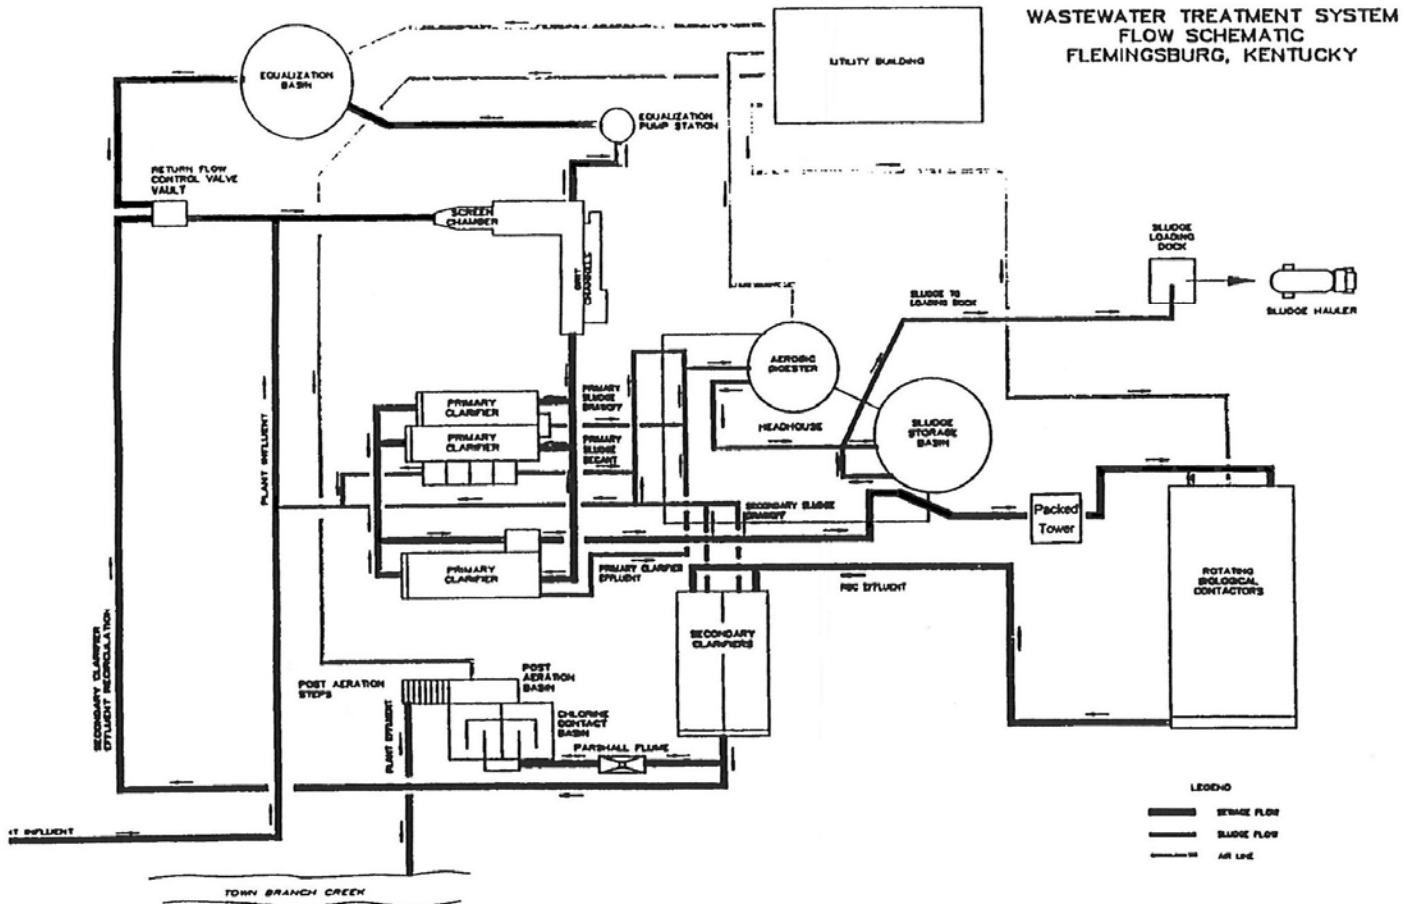 WASTEWATER TREATMENT SYSTEM
FLOW SCHEMATIC
FLEMINGSBURG, KENTUCKY
EQUALIZATION
BASIN
UTILITY BUILDING
EQUALIZATION
PUMP STATION
RETURN FLOW
CONTROL VALVE
VAULT
SCREEN
CHAMBER
GRIT
CHANNELS
SLUDGE
LOADING
DOCK
SLUDGE HAULER
SLUDGE TO
LOADING DOCK
AEROBIC
DIGESTER
HEADHOUSE
SLUDGE
STORAGE
BASIN
PRIMARY
CLARIFIER
PRIMARY
CLARIFIER
PRIMARY
SLUDGE
DRAWOFF
PRIMARY
SLUDGE
DECANT
PLANT INFLUENT
SECONDARY SLUDGE
DRAWOFF
Packed
Tower
PRIMARY
CLARIFIER
PRIMARY CLARIFIER
EFFLUENT
RBC EFFLUENT
ROTATING
BIOLOGICAL
CONTACTORS
SECONDARY
CLARIFIERS
SECONDARY CLARIFIER
EFFLUENT RECIRCULATION
POST AERATION
STEPS
POST
AERATION
BASIN
CHLORINE
CONTACT
BASIN
PLANT EFFLUENT
PARSHALL FLUME
NT INFLUENT
TOWN BRANCH CREEK
LEGEND
SEWAGE FLOW
SLUDGE FLOW
AIR LINE